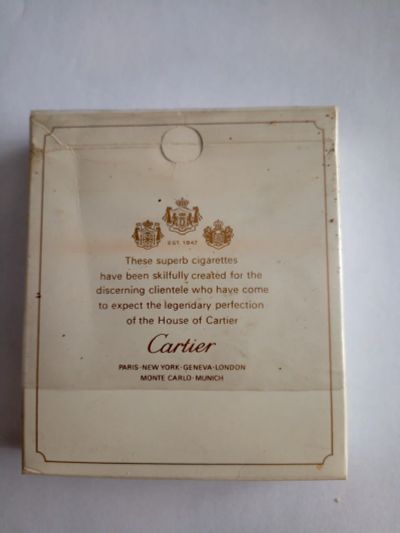 EST. 1847
These superb cigarettes
have been skilfully created for the
discerning clientele who have come
to expect the legendary perfection
of the House of Cartier
Cartier
PARIS·NEW YORK·GENEVA·LONDON
MONTE CARLO·MUNICH